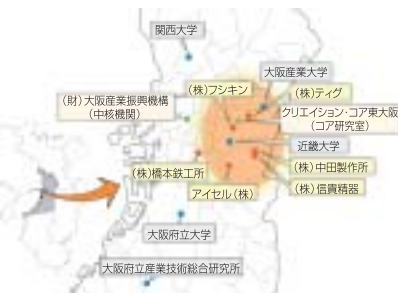 関西大学
(株)フジキン
大阪産業大学
(株)ティグ
(財)大阪産業振興機構
(中核機関)
クリエイション・コア東大阪
(コア研究室)
近畿大学
(株)橋本鉄工所
(株)中田製作所
アイセル(株)
(株)信貴精器
大阪府立大学
大阪府立産業技術総合研究所